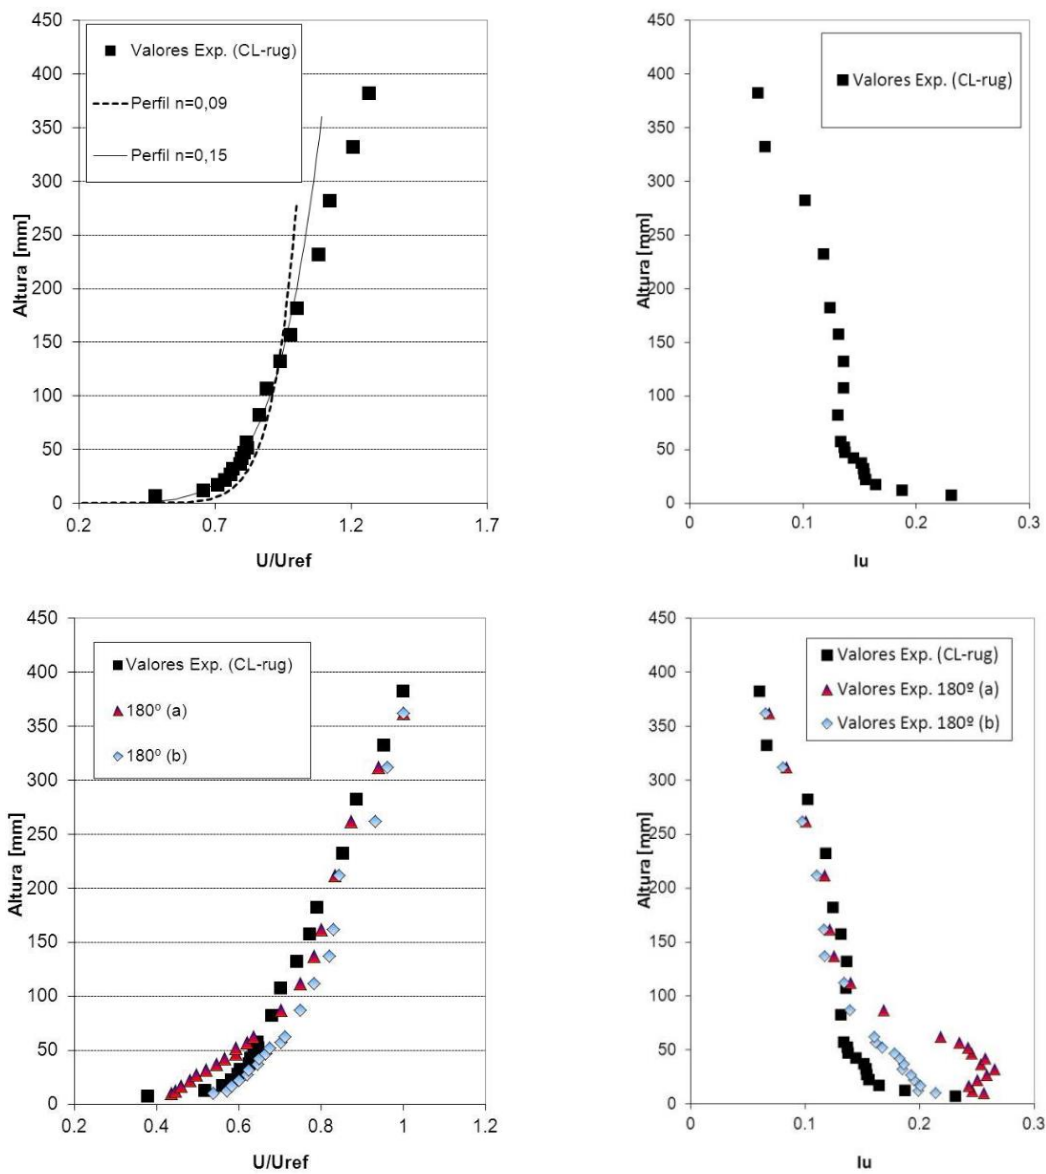 450
400
350
300
250
200
150
100
50
0
Altura [mm]
Valores Exp. (CL-rug)
Perfil n=0,09
Perfil n=0,15
0.2 0.7 1.2 1.7
U/Uref
450
400
350
300
250
200
150
100
50
0
Altura [mm]
Valores Exp. (CL-rug)
0 0.1 0.2 0.3
Iu
450
400
350
300
250
200
150
100
50
0
Altura [mm]
Valores Exp. (CL-rug)
180º (a)
180º (b)
0.2 0.4 0.6 0.8 1 1.2
U/Uref
450
400
350
300
250
200
150
100
50
0
Altura [mm]
Valores Exp. (CL-rug)
Valores Exp. 180º (a)
Valores Exp. 180º (b)
0 0.1 0.2 0.3
Iu